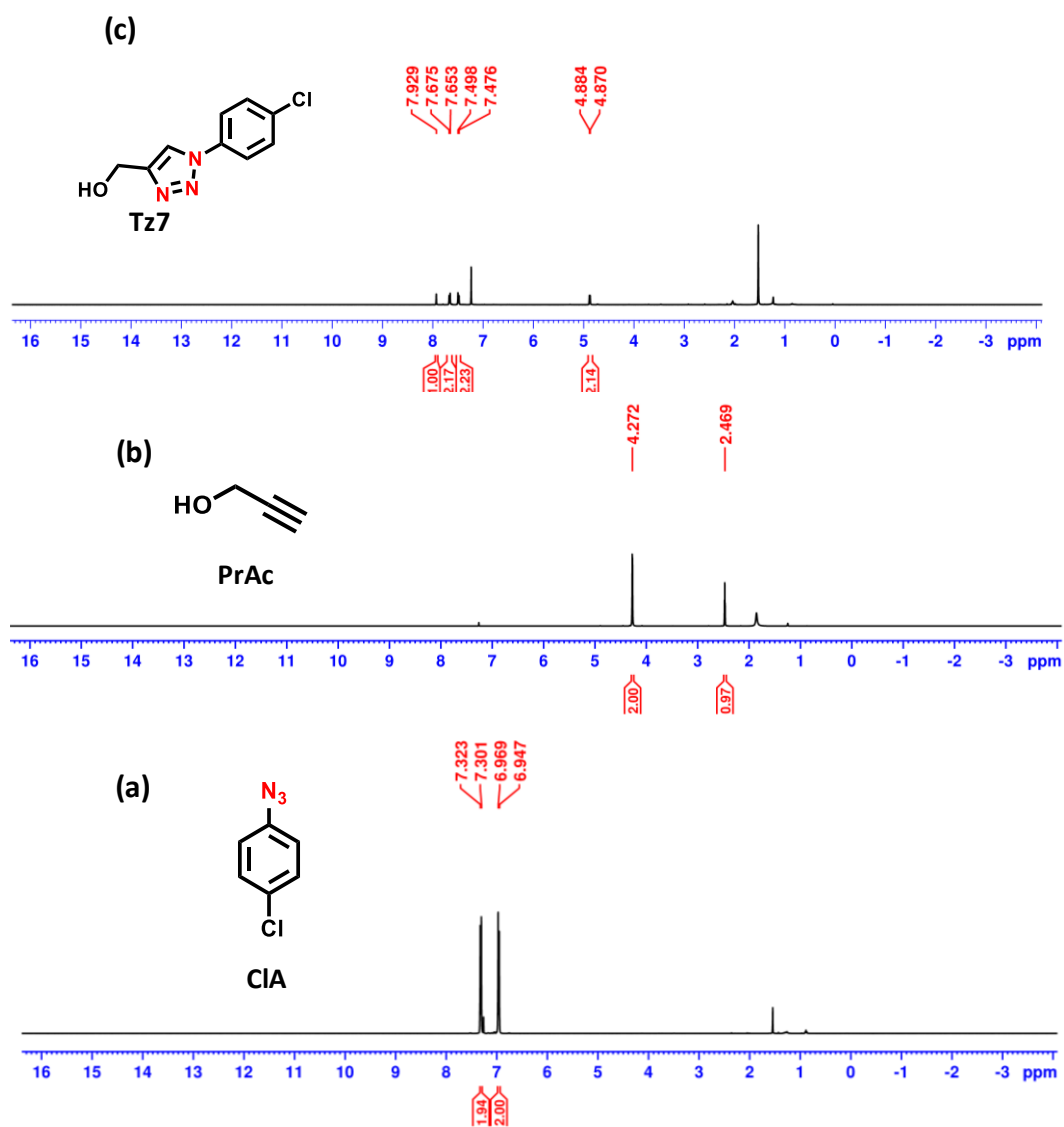 (c)
7.929
7.675
7.653
7.498
7.476
4.884
4.870
Cl
N
N
N
HO
Tz7
16 15 14 13 12 11 10 9 8 7 6 5 4 3 2 1 0 -1 -2 -3 ppm
1.00
2.17
2.23
2.14
4.272
2.469
(b)
HO
PrAc
16 15 14 13 12 11 10 9 8 7 6 5 4 3 2 1 0 -1 -2 -3 ppm
2.00
0.97
7.323
7.301
6.969
6.947
(a)
N3
Cl
ClA
16 15 14 13 12 11 10 9 8 7 6 5 4 3 2 1 0 -1 -2 -3 ppm
1.94
2.00